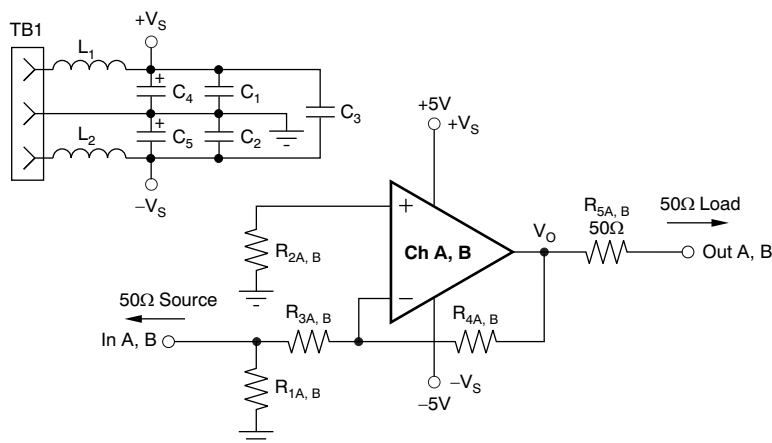 TB1
+VS
L1
+
C4
C1
C3
+
C5
C2
L2
−VS
+5V
+VS
+
Ch A, B
−
VO
R5A, B
50Ω
50Ω Load
Out A, B
R2A, B
50Ω Source
In A, B
R3A, B
R4A, B
R1A, B
−VS
−5V